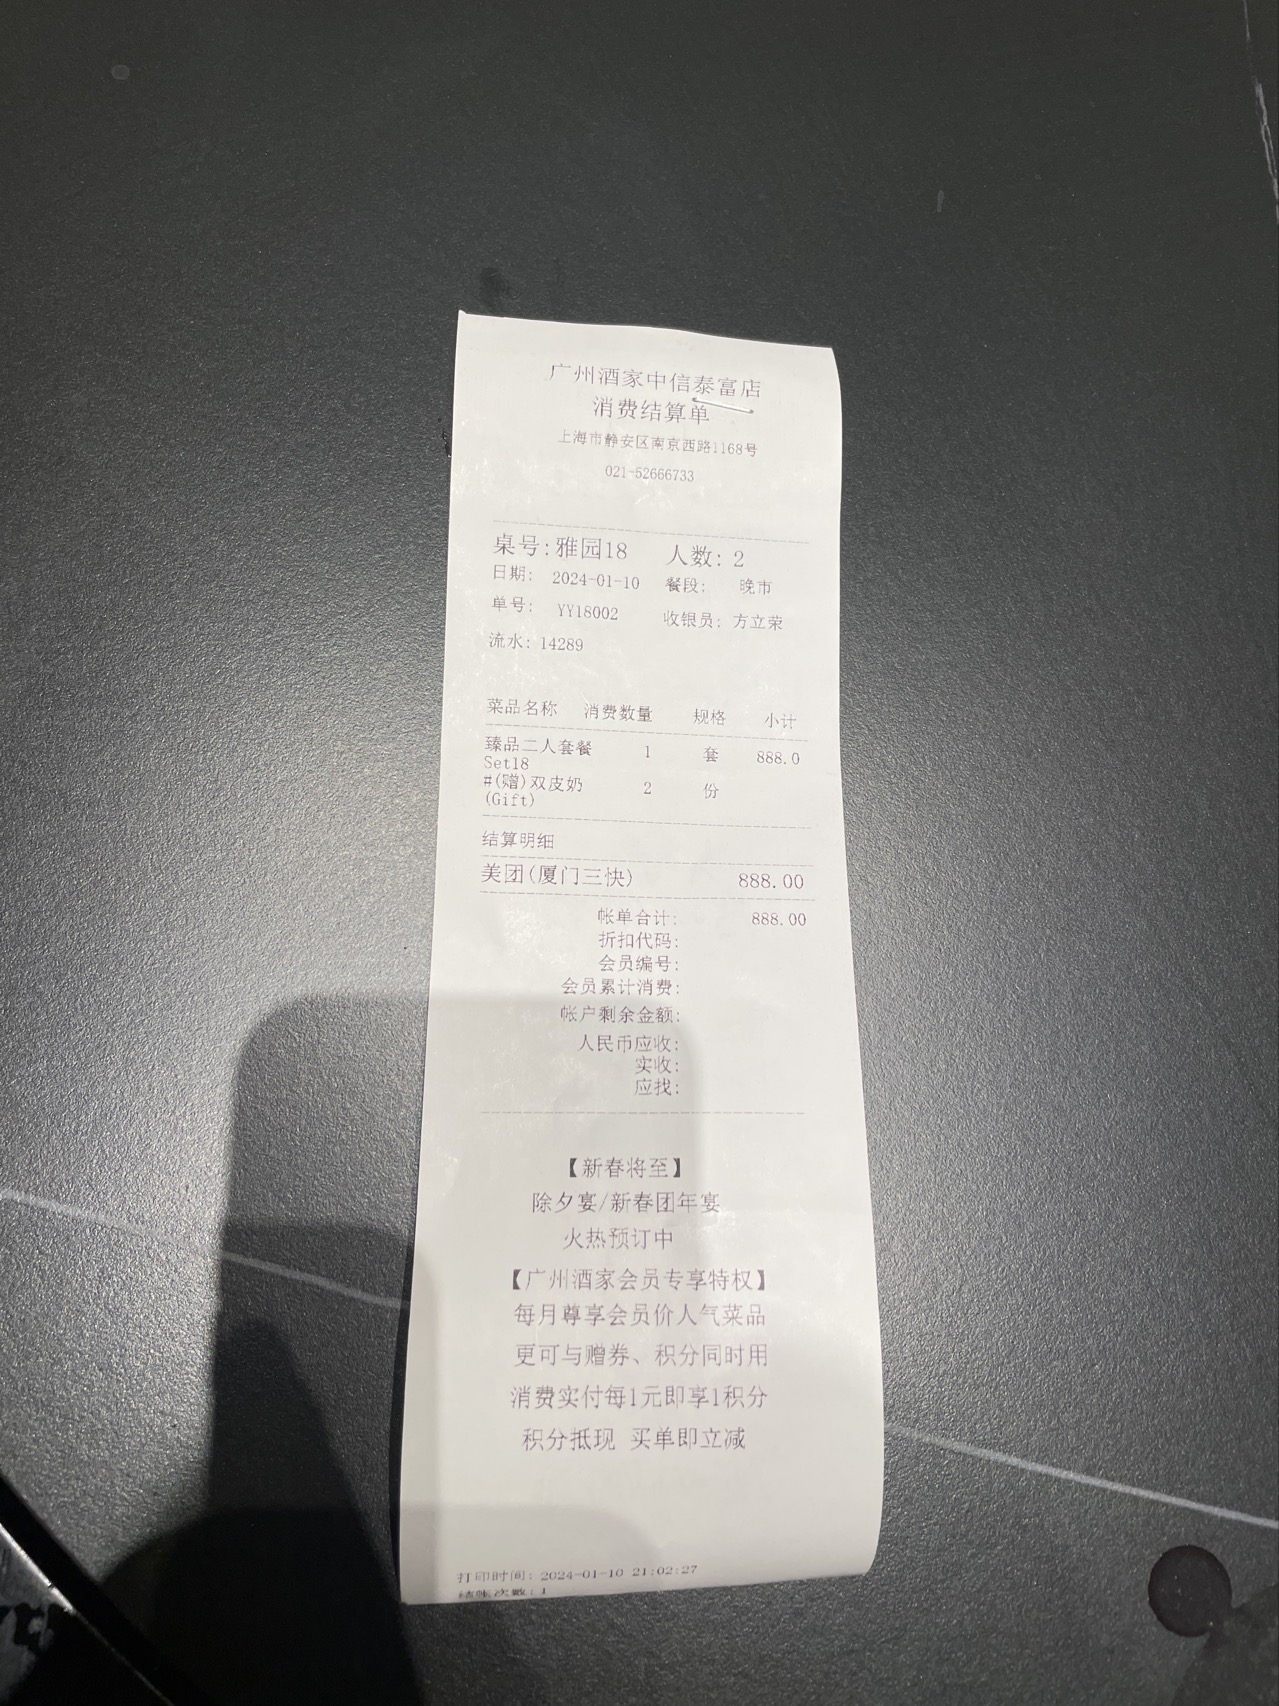 广州酒家中信泰富店
消费结算单
上海市静安区南京西路1168号
021-52666733
桌号:雅园18 人数: 2
日期: 2024-01-10 餐段: 晚市
单号: YY18002 收银员: 方立荣
流水: 14289
菜品名称 消费数量 规格 小计
臻品二人套餐 1 套 888.0
Set18
#(赠)双皮奶 2 份
(Gift)
结算明细
美团(厦门三快) 888.00
帐单合计: 888.00
折扣代码:
会员编号:
会员累计消费:
帐户剩余金额:
人民币应收:
实收:
应找:
【新春将至】
除夕宴/新春团年宴
火热预订中
【广州酒家会员专享特权】
每月尊享会员价人气菜品
更可与赠券、积分同时用
消费实付每1元即享1积分
积分抵现 买单即立减
打印时间: 2024-01-10 21:02:27
结账次数: 1